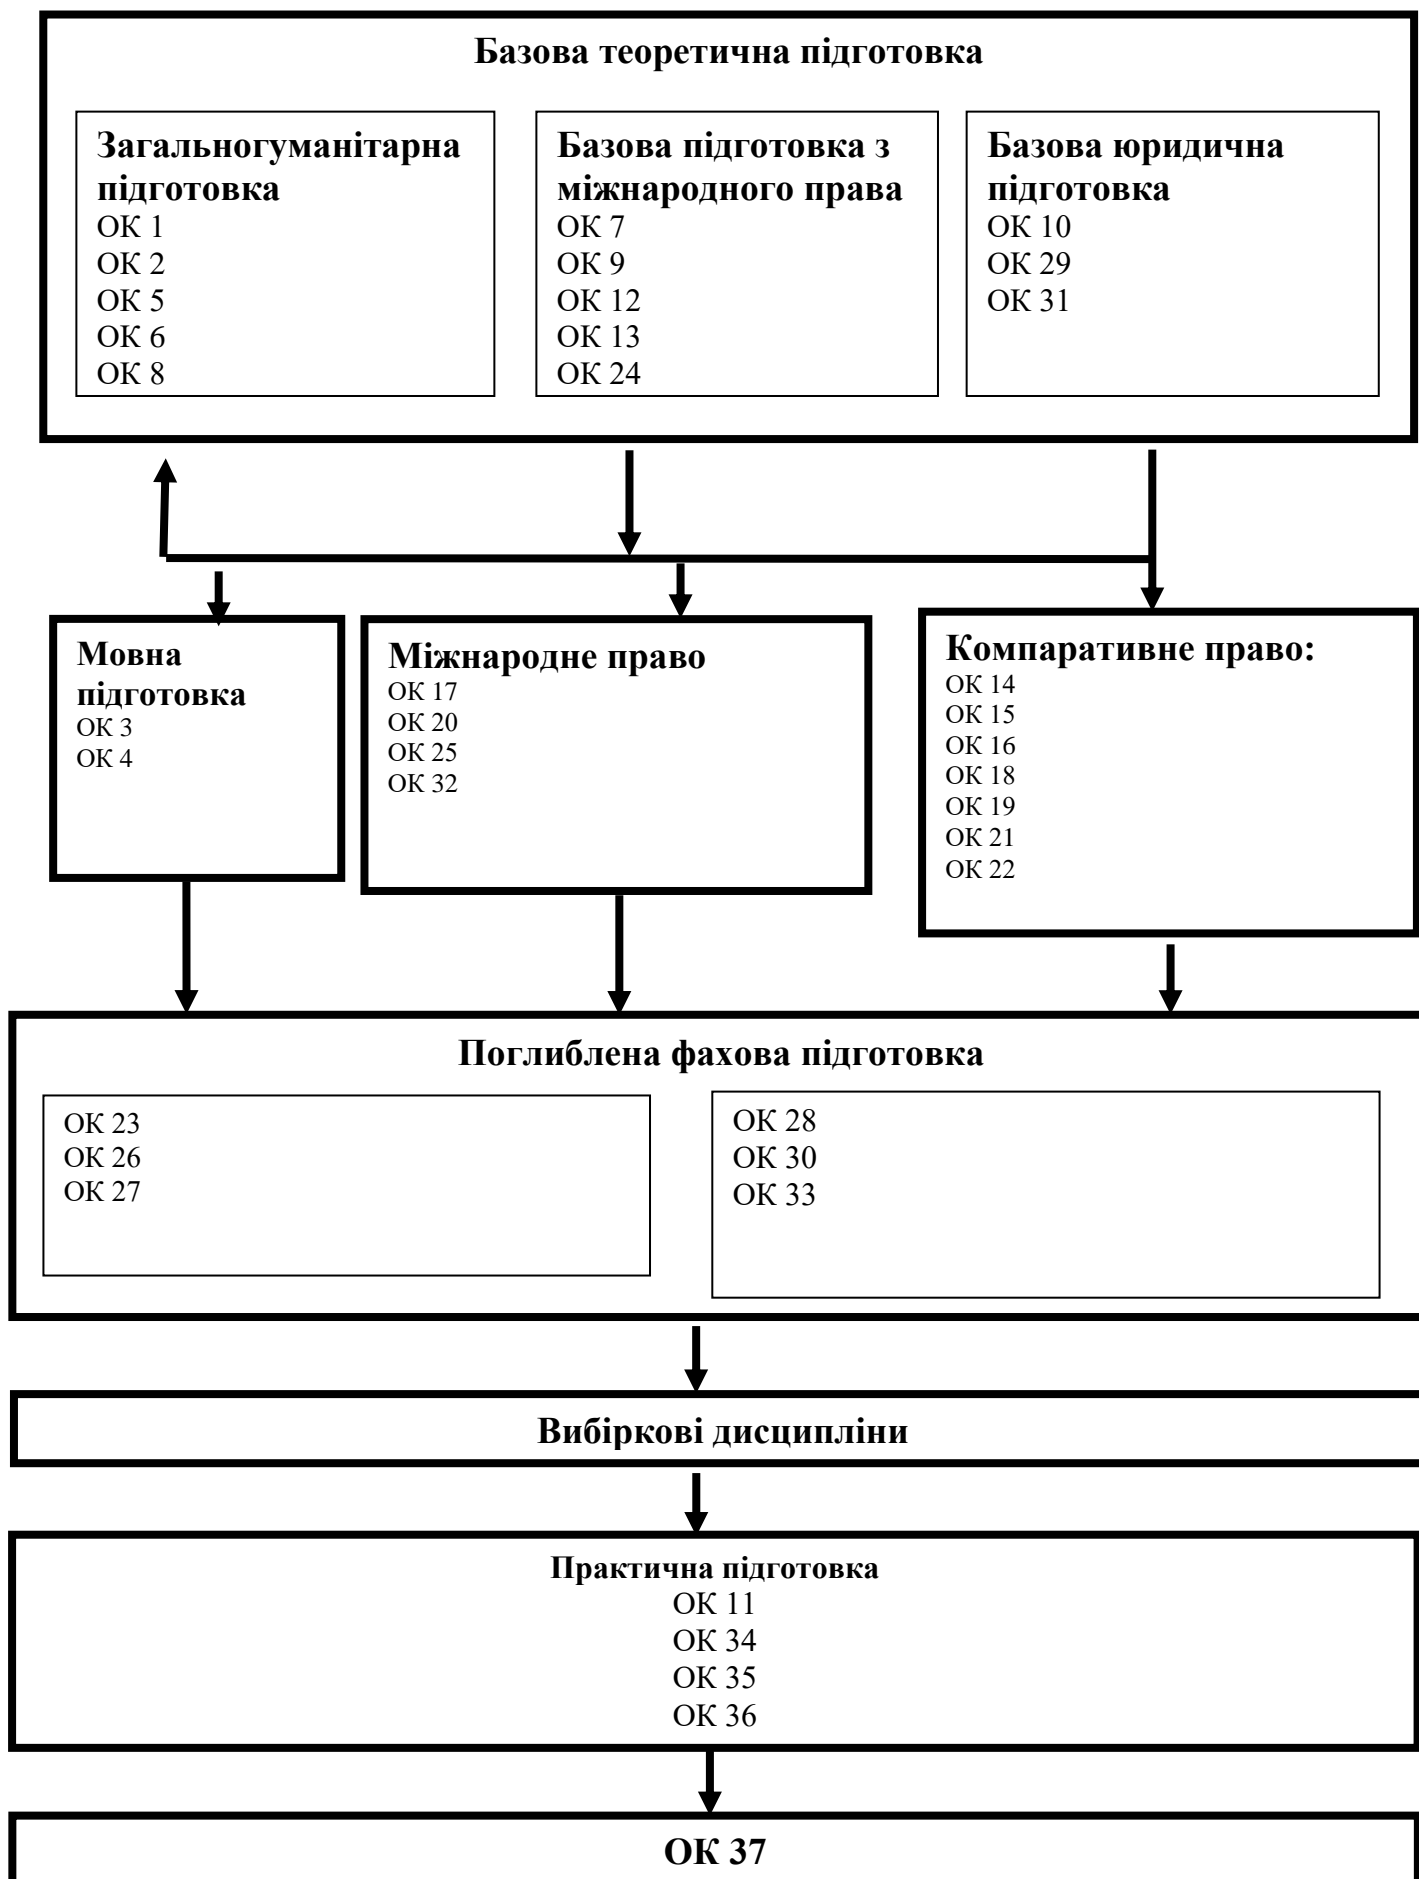 Базова теоретична підготовка
Загальногуманітарна
підготовка
ОК 1
ОК 2
ОК 5
ОК 6
ОК 8
Базова підготовка з
міжнародного права
ОК 7
ОК 9
ОК 12
ОК 13
ОК 24
Базова юридична
підготовка
ОК 10
ОК 29
ОК 31
Мовна
підготовка
ОК 3
ОК 4
Міжнародне право
ОК 17
ОК 20
ОК 25
ОК 32
Компаративне право:
ОК 14
ОК 15
ОК 16
ОК 18
ОК 19
ОК 21
ОК 22
Поглиблена фахова підготовка
ОК 23
ОК 26
ОК 27
ОК 28
ОК 30
ОК 33
Вибіркові дисципліни
Практична підготовка
ОК 11
ОК 34
ОК 35
ОК 36
ОК 37